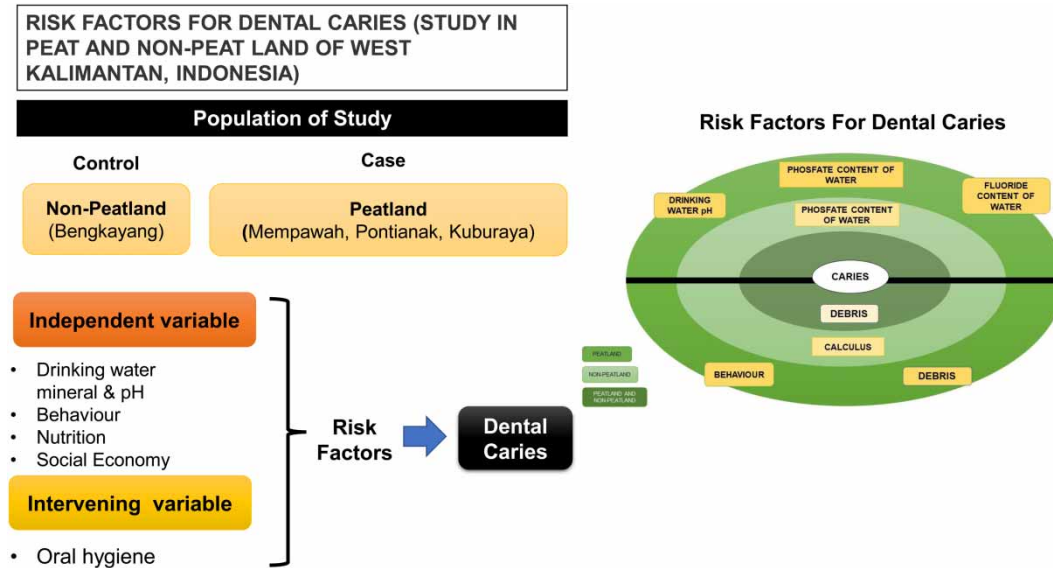 RISK FACTORS FOR DENTAL CARIES (STUDY IN
PEAT AND NON-PEAT LAND OF WEST
KALIMANTAN, INDONESIA)
Population of Study
Control
Case
Non-Peatland
(Bengkayang)
Peatland
(Mempawah, Pontianak, Kuburaya)
Independent variable
• Drinking water
mineral & pH
• Behaviour
• Nutrition
• Social Economy
Intervening variable
• Oral hygiene
Risk
Factors
Dental
Caries
Risk Factors For Dental Caries
PHOSFATE CONTENT OF
WATER
DRINKING
WATER pH
FLUORIDE
CONTENT OF
WATER
PHOSFATE CONTENT
OF WATER
CARIES
DEBRIS
CALCULUS
BEHAVIOUR
DEBRIS
PEATLAND
NON-PEATLAND
PEATLAND AND
NON-PEATLAND